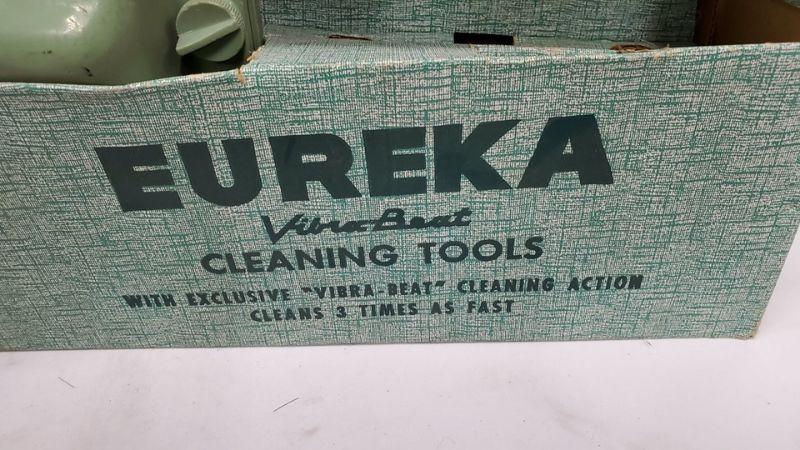 EUREKA
Vibra-Beat
CLEANING TOOLS
WITH EXCLUSIVE "VIBRA-BEAT" CLEANING ACTION
CLEANS 3 TIMES AS FAST